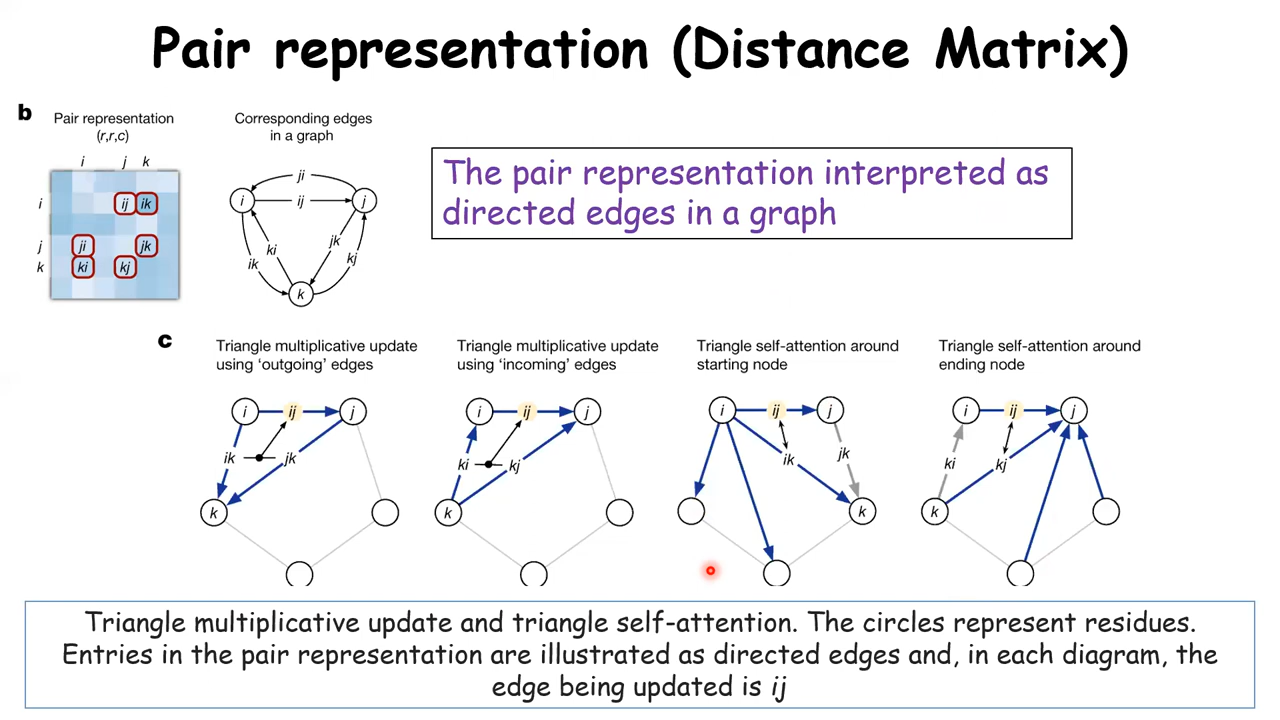 Pair representation (Distance Matrix)
b
Pair representation
(r,r,c)
i j k
i
j
k
ij ik
ji jk
ki kj
Corresponding edges
in a graph
ji
i ij j
ki jk
ik kj
k
The pair representation interpreted as
directed edges in a graph
c
Triangle multiplicative update
using ‘outgoing’ edges
i ij j
ik jk
k
Triangle multiplicative update
using ‘incoming’ edges
i ij j
ki kj
k
Triangle self-attention around
starting node
i ij j
ik jk
k
Triangle self-attention around
ending node
i ij j
ki kj
k
Triangle multiplicative update and triangle self-attention. The circles represent residues.
Entries in the pair representation are illustrated as directed edges and, in each diagram, the
edge being updated is ij